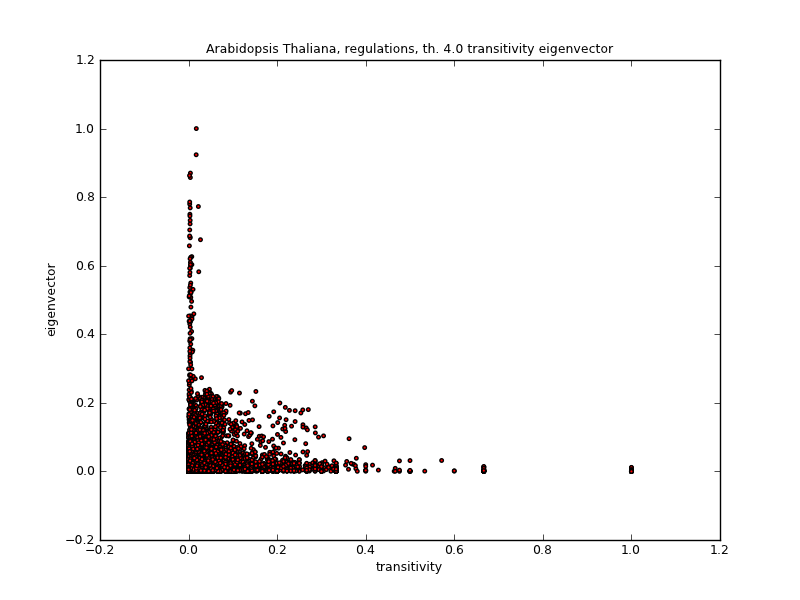 Arabidopsis Thaliana, regulations, th. 4.0 transitivity eigenvector
1.2
1.0
0.8
0.6
0.4
0.2
0.0
−0.2
eigenvector
−0.2 0.0 0.2 0.4 0.6 0.8 1.0 1.2
transitivity